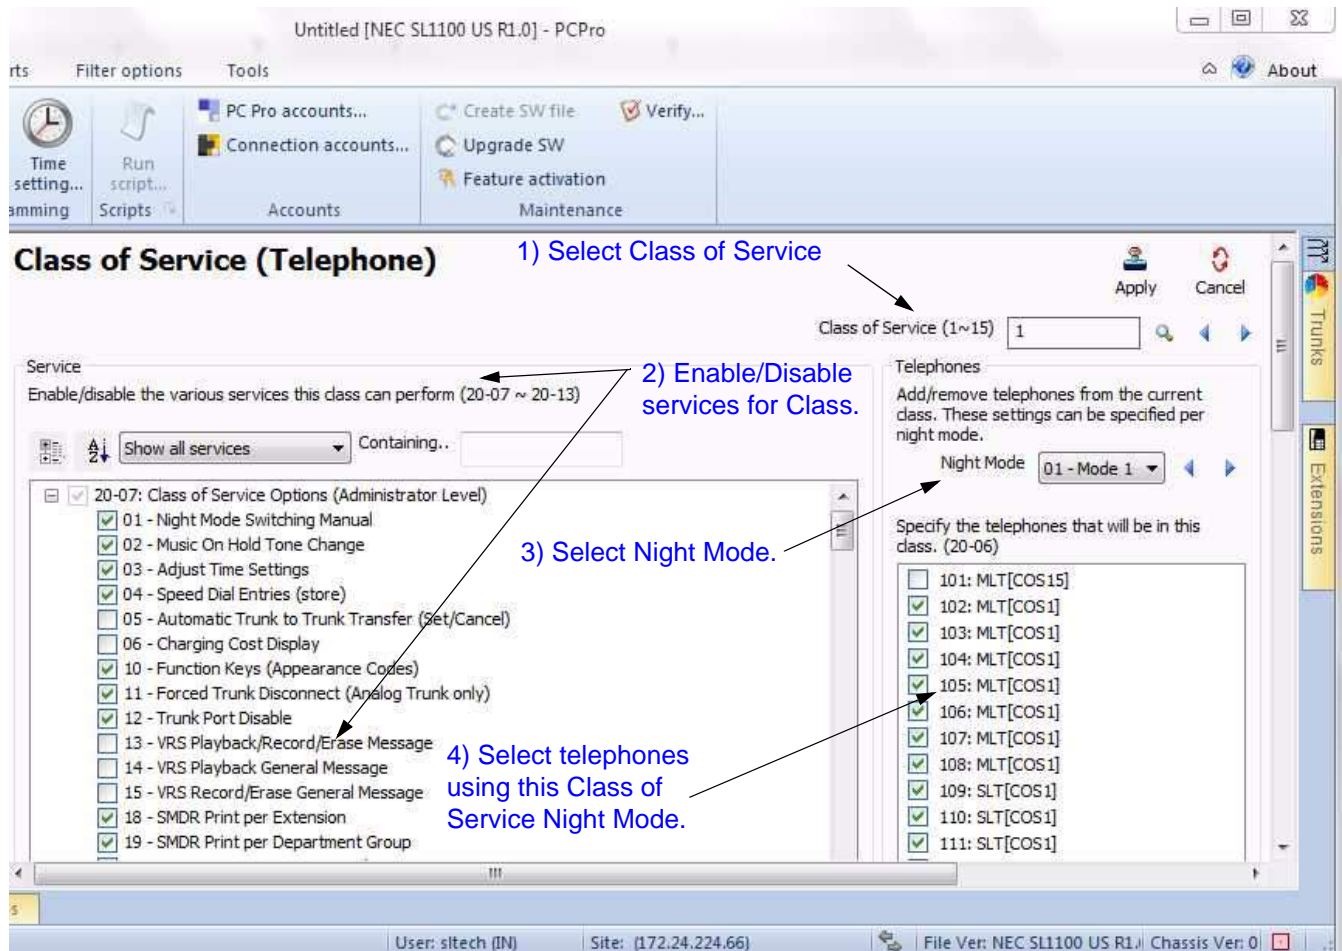 Untitled [NEC SL1100 US R1.0] - PCPro
rts Filter options Tools About
PC Pro accounts... Create SW file Verify...
Connection accounts... Upgrade SW
Time setting... Run script... Feature activation
amming Scripts Accounts Maintenance
Class of Service (Telephone)
1) Select Class of Service
Apply Cancel
Class of Service (1~15) 1
Trunks
Extensions
Service
Enable/disable the various services this class can perform (20-07 ~ 20-13)
2) Enable/Disable
services for Class.
Show all services Containing..
20-07: Class of Service Options (Administrator Level)
01 - Night Mode Switching Manual
02 - Music On Hold Tone Change
03 - Adjust Time Settings
04 - Speed Dial Entries (store)
05 - Automatic Trunk to Trunk Transfer (Set/Cancel)
06 - Charging Cost Display
10 - Function Keys (Appearance Codes)
11 - Forced Trunk Disconnect (Analog Trunk only)
12 - Trunk Port Disable
13 - VRS Playback/Record/Erase Message
14 - VRS Playback General Message
15 - VRS Record/Erase General Message
18 - SMDR Print per Extension
19 - SMDR Print per Department Group
3) Select Night Mode.
4) Select telephones
using this Class of
Service Night Mode.
Telephones
Add/remove telephones from the current
class. These settings can be specified per
night mode.
Night Mode 01 - Mode 1
Specify the telephones that will be in this
class. (20-06)
101: MLT[COS15]
102: MLT[COS1]
103: MLT[COS1]
104: MLT[COS1]
105: MLT[COS1]
106: MLT[COS1]
107: MLT[COS1]
108: MLT[COS1]
109: SLT[COS1]
110: SLT[COS1]
111: SLT[COS1]
s
User: sltech (IN) Site: (172.24.224.66) File Ver: NEC SL1100 US R1. Chassis Ver: 0